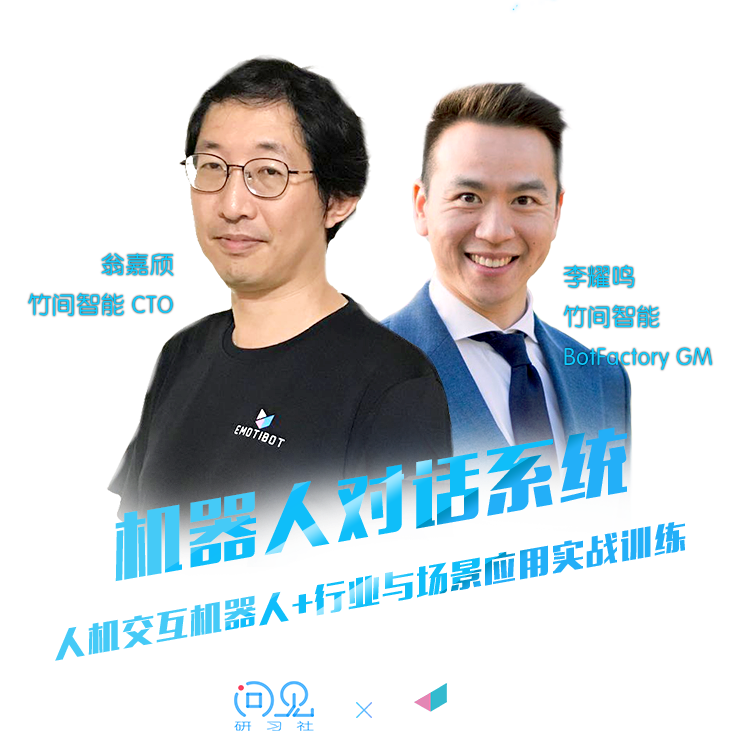 翁嘉颀
竹间智能 CTO
李耀鸣
竹间智能
BotFactory GM
EMOTIBOT
机器人对话系统
人机交互机器人+行业与场景应用实战训练
间见
研习社
×